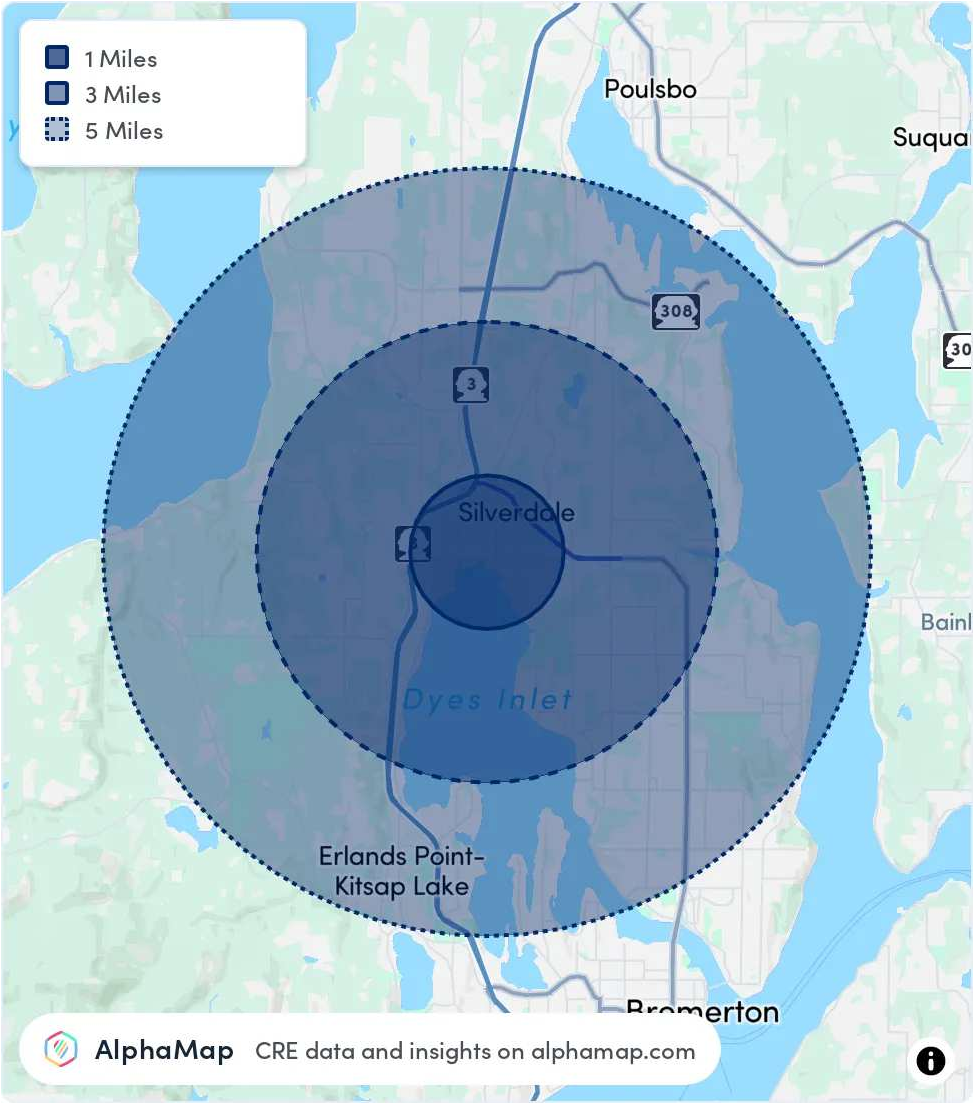 1 Miles
3 Miles
5 Miles
Poulsbo
308
3
Silverdale
3
Dyes Inlet
Erlands Point-
Kitsap Lake
Bremerton
AlphaMap CRE data and insights on alphamap.com